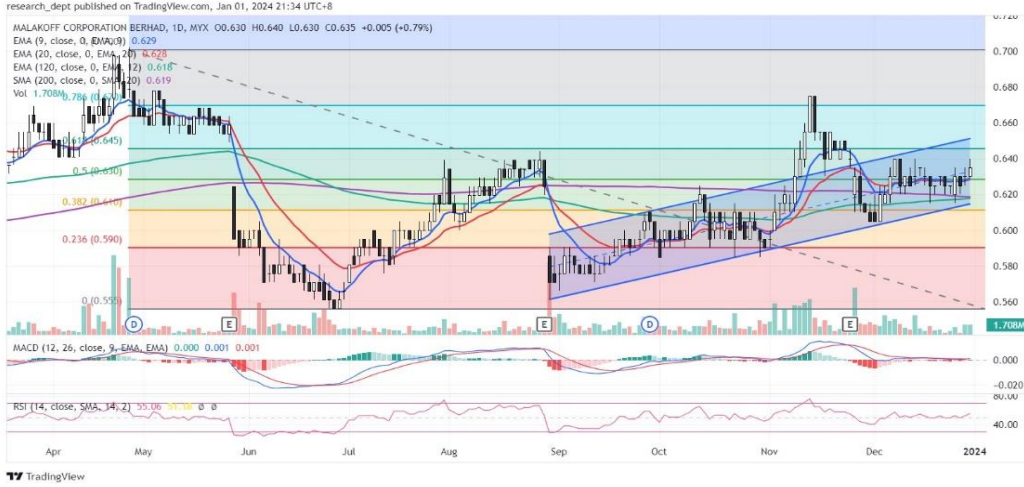 research_dept published on TradingView.com, Jan 01, 2024 21:34 UTC+8
MALAKOFF CORPORATION BERHAD, 1D, MYX O0.630 H0.640 L0.630 C0.635 +0.005 (+0.79%)
EMA (9, close, 0, EMA, 9) 0.629
EMA (20, close, 0, EMA, 20) 0.628
EMA (120, close, 0, EMA, 12) 0.618
SMA (200, close, 0, SMA, 20) 0.619
Vol 1.708M
0.618 (0.645)
0.5 (0.630)
0.382 (0.610)
0.236 (0.590)
0 (0.555)
0.720
0.700
0.680
0.660
0.640
0.620
0.600
0.580
0.560
1.708M
D E E D E
MACD (12, 26, close, 9, EMA, EMA) 0.000 0.001 0.001
0.000
-0.020
RSI (14, close, SMA, 14, 2) 55.06 Ø Ø
80.00
40.00
Apr May Jun Jul Aug Sep Oct Nov Dec 2024
TradingView